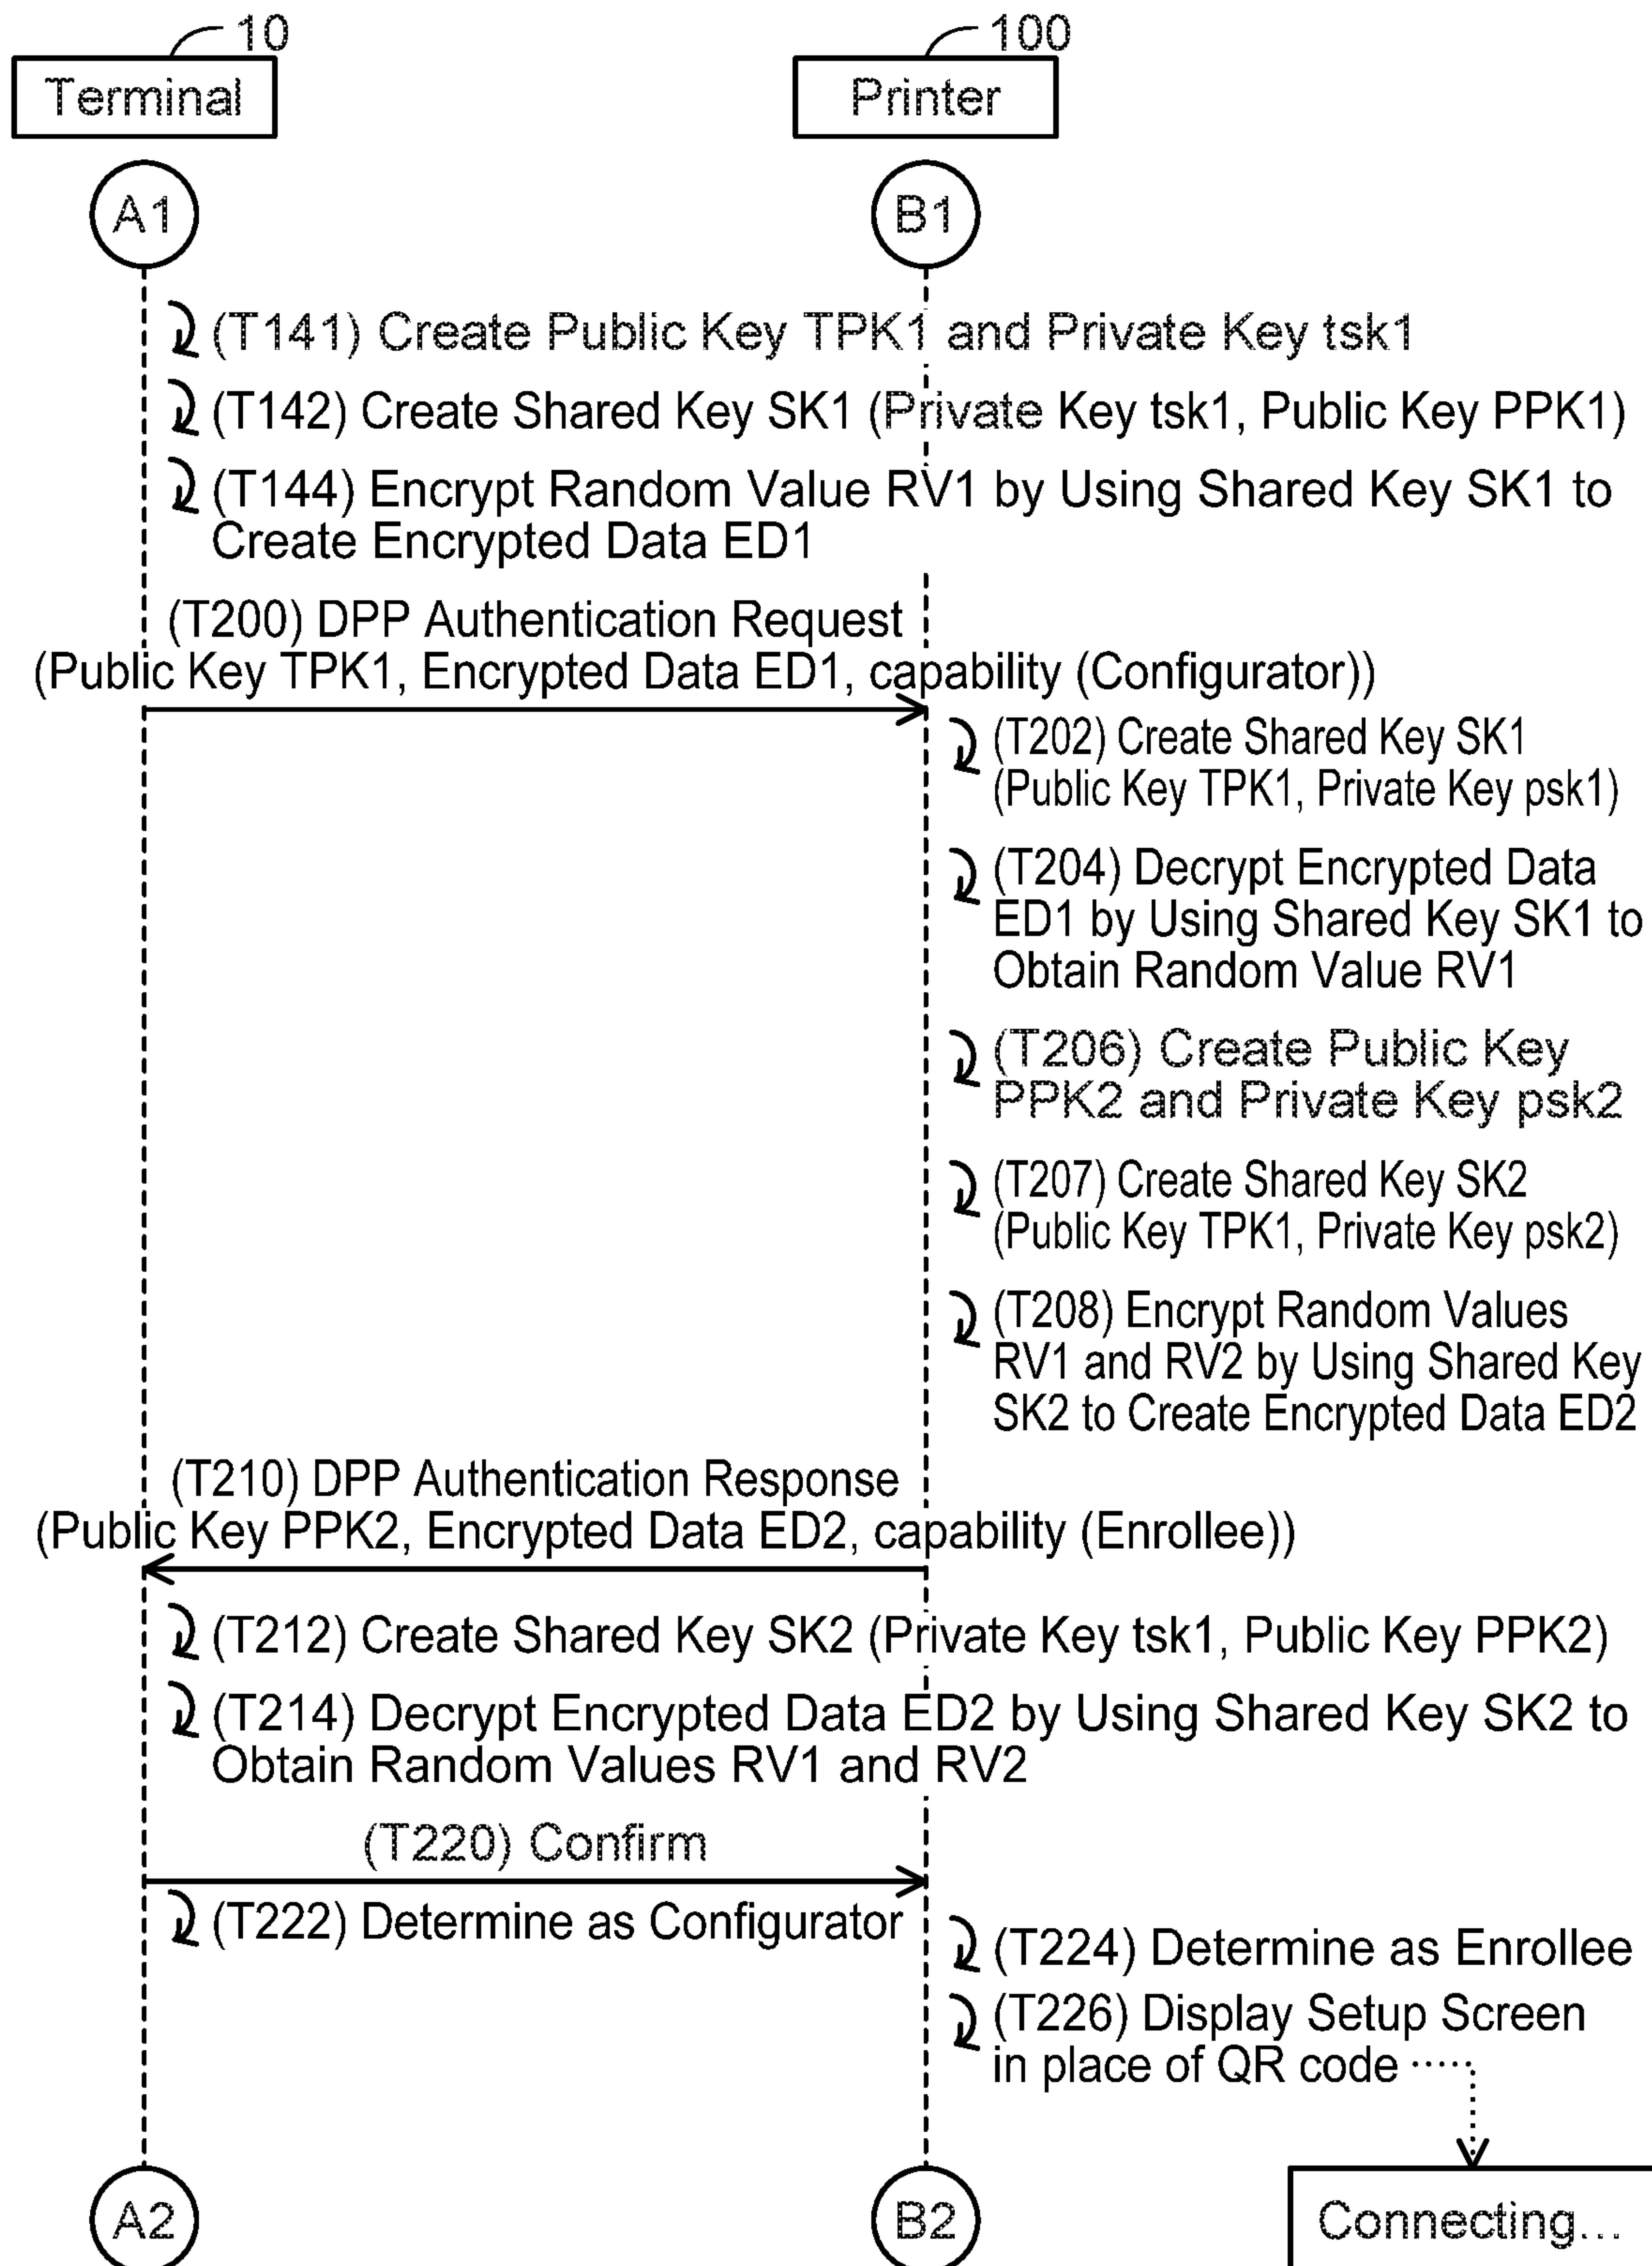 10
100
Terminal
Printer
A1
B1
(T141) Create Public Key TPK1 and Private Key tsk1
(T142) Create Shared Key SK1 (Private Key tsk1, Public Key PPK1)
(T144) Encrypt Random Value RV1 by Using Shared Key SK1 to
Create Encrypted Data ED1
(T200) DPP Authentication Request
(Public Key TPK1, Encrypted Data ED1, capability (Configurator))
(T202) Create Shared Key SK1
(Public Key TPK1, Private Key psk1)
(T204) Decrypt Encrypted Data
ED1 by Using Shared Key SK1 to
Obtain Random Value RV1
(T206) Create Public Key
PPK2 and Private Key psk2
(T207) Create Shared Key SK2
(Public Key TPK1, Private Key psk2)
(T208) Encrypt Random Values
RV1 and RV2 by Using Shared Key
SK2 to Create Encrypted Data ED2
(T210) DPP Authentication Response
(Public Key PPK2, Encrypted Data ED2, capability (Enrollee))
(T212) Create Shared Key SK2 (Private Key tsk1, Public Key PPK2)
(T214) Decrypt Encrypted Data ED2 by Using Shared Key SK2 to
Obtain Random Values RV1 and RV2
(T220) Confirm
(T222) Determine as Configurator
(T224) Determine as Enrollee
(T226) Display Setup Screen
in place of QR code
A2
B2
Connecting...